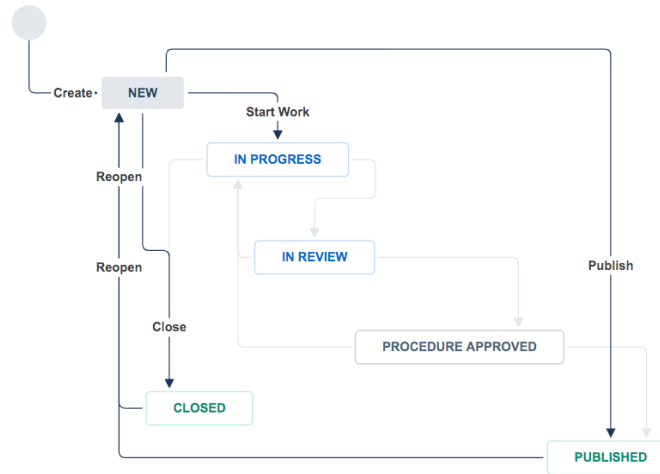 Create
NEW
Start Work
IN PROGRESS
Reopen
IN REVIEW
Reopen
Publish
Close
PROCEDURE APPROVED
CLOSED
PUBLISHED